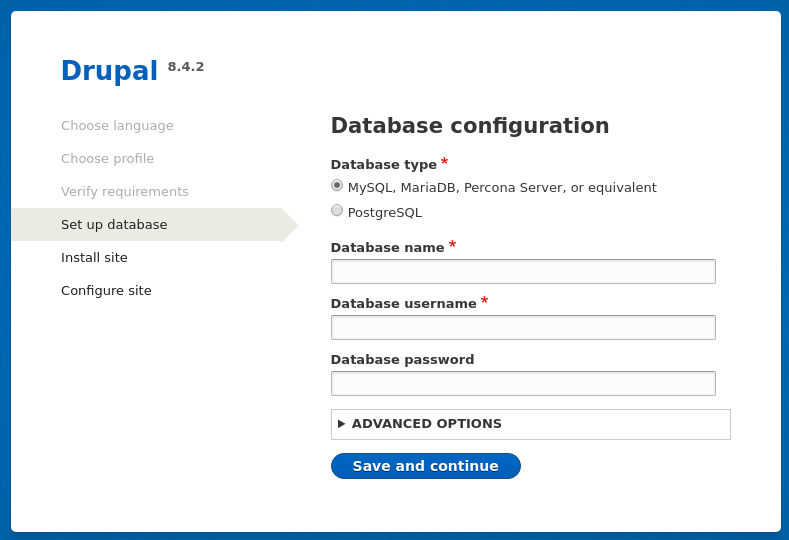 Drupal 8.4.2
Choose language
Choose profile
Verify requirements
Set up database
Install site
Configure site
Database configuration
Database type *
MySQL, MariaDB, Percona Server, or equivalent
PostgreSQL
Database name *
Database username *
Database password
ADVANCED OPTIONS
Save and continue